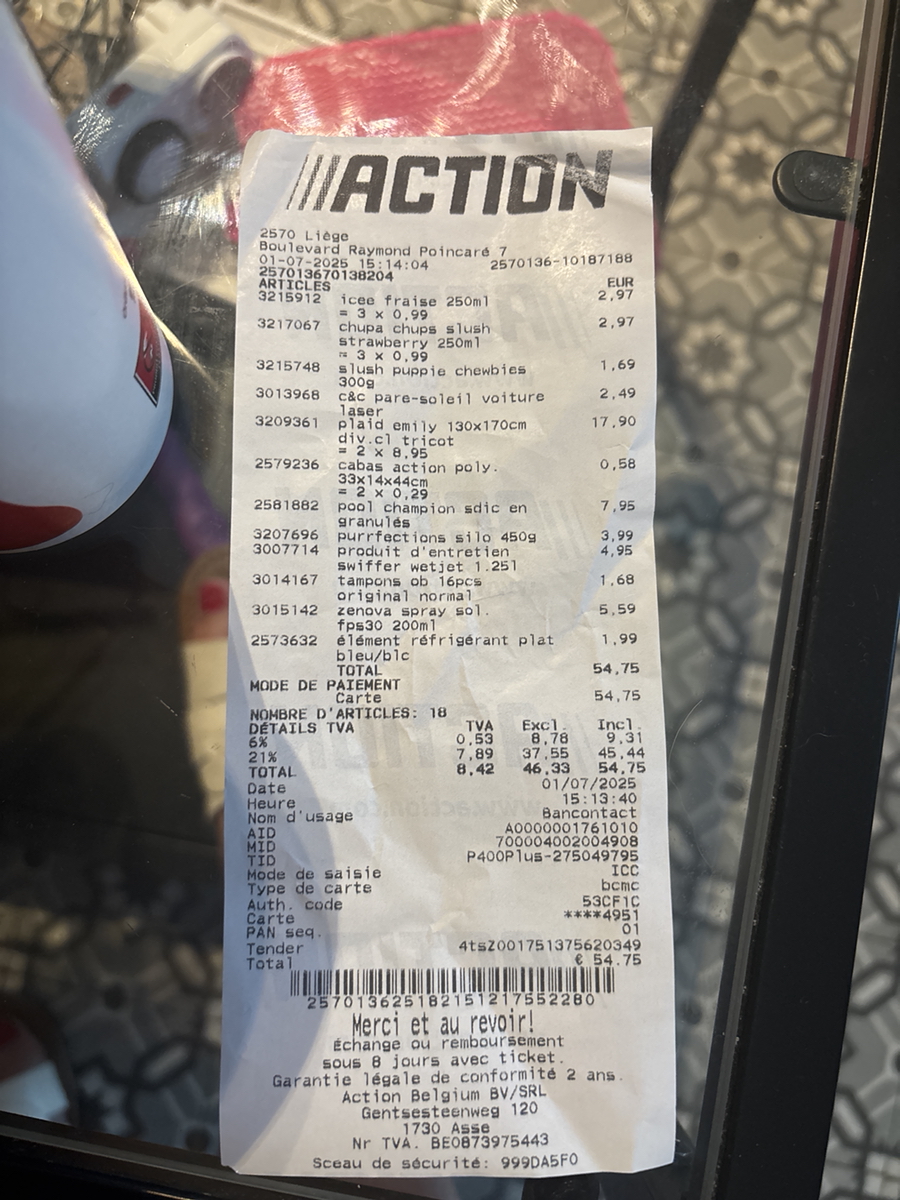 ACTION
2570 Liège
Boulevard Raymond Poincaré 7
01-07-2025 15:14:04 2570136-10187188
257013670138204
ARTICLES EUR
3215912 icee fraise 250ml 2,97
= 3 x 0,99
3217067 chupa chups slush 2,97
strawberry 250ml
= 3 x 0,99
3215748 slush puppie chewbies 1,69
300g
3013968 c&c pare-soleil voiture 2,49
laser
3209361 plaid emily 130x170cm 17,90
div.cl tricot
= 2 x 8,95
2579236 cabas action poly. 0,58
33x14x44cm
= 2 x 0,29
2581882 pool champion sdic en 7,95
granulés
3207696 purrfections silo 450g 3,99
3007714 produit d'entretien 4,95
swiffer wetjet 1.25l
3014167 tampons ob 16pcs 1,68
original normal
3015142 zenova spray sol. 5,59
fps30 200ml
2573632 élément réfrigérant plat 1,99
bleu/blc
TOTAL 54,75
MODE DE PAIEMENT
Carte 54,75
NOMBRE D'ARTICLES: 18
DÉTAILS TVA TVA Excl. Incl.
6% 0,53 8,78 9,31
21% 7,89 37,55 45,44
TOTAL 8,42 46,33 54,75
Date 01/07/2025
Heure 15:13:40
Nom d'usage Bancontact
AID A0000001761010
MID 700004002004908
TID P400Plus-275049795
Mode de saisie ICC
Type de carte bcmc
Auth. code 53CF1C
Carte ****4951
PAN seq. 01
Tender 4tsZ001751375620349
Total € 54.75
2570136251821512175522​80
Merci et au revoir!
Échange ou remboursement
sous 8 jours avec ticket.
Garantie légale de conformité 2 ans.
Action Belgium BV/SRL
Gentsesteenweg 120
1730 Asse
Nr TVA. BE0873975443
Sceau de sécurité: 999DA5F0